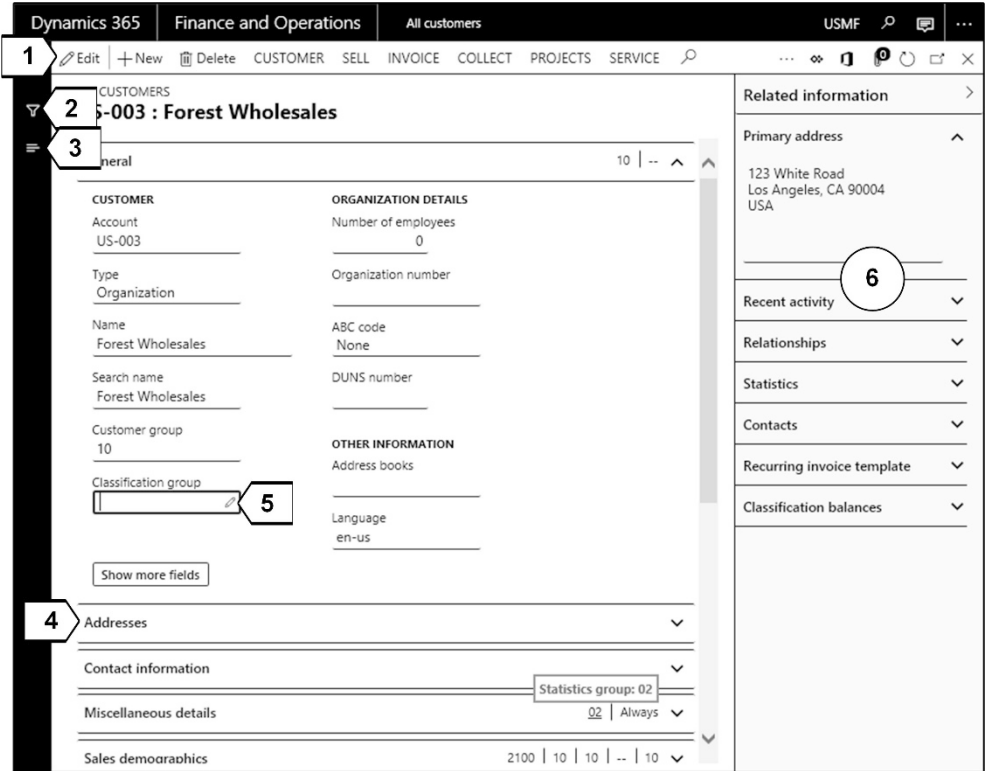 Dynamics 365 Finance and Operations All customers USMF
1 Edit New Delete CUSTOMER SELL INVOICE COLLECT PROJECTS SERVICE ... 0
CUSTOMERS
2 -003 : Forest Wholesales
3 neral 10 | --
CUSTOMER
Account
US-003
Type
Organization
Name
Forest Wholesales
Search name
Forest Wholesales
Customer group
10
Classification group
5
Show more fields
ORGANIZATION DETAILS
Number of employees
0
Organization number
ABC code
None
DUNS number
OTHER INFORMATION
Address books
Language
en-us
4 Addresses
Contact information
Statistics group: 02
Miscellaneous details 02 | Always
Sales demographics 2100 | 10 | 10 | -- | 10
Related information
Primary address
123 White Road
Los Angeles, CA 90004
USA
6
Recent activity
Relationships
Statistics
Contacts
Recurring invoice template
Classification balances